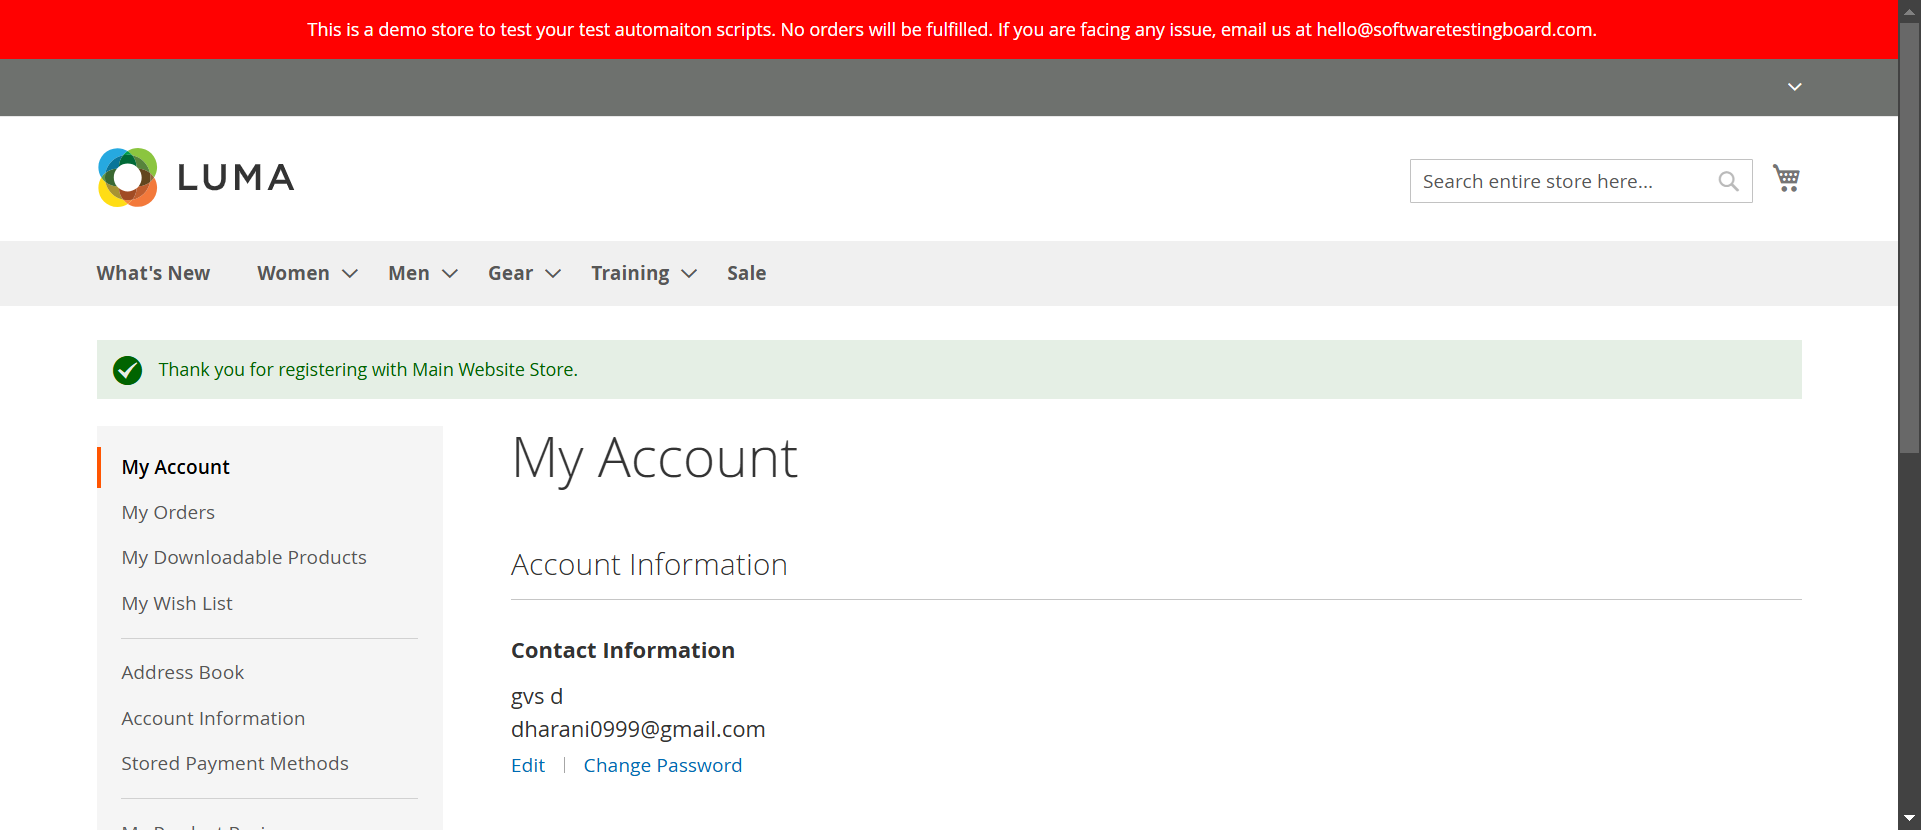 This is a demo store to test your test automaiton scripts. No orders will be fulfilled. If you are facing any issue, email us at hello@softwaretestingboard.com.
LUMA
Search entire store here...
What's New Women Men Gear Training Sale
Thank you for registering with Main Website Store.
My Account
My Orders
My Downloadable Products
My Wish List
Address Book
Account Information
Stored Payment Methods
My Account
Account Information
Contact Information
gvs d
dharani0999@gmail.com
Edit | Change Password